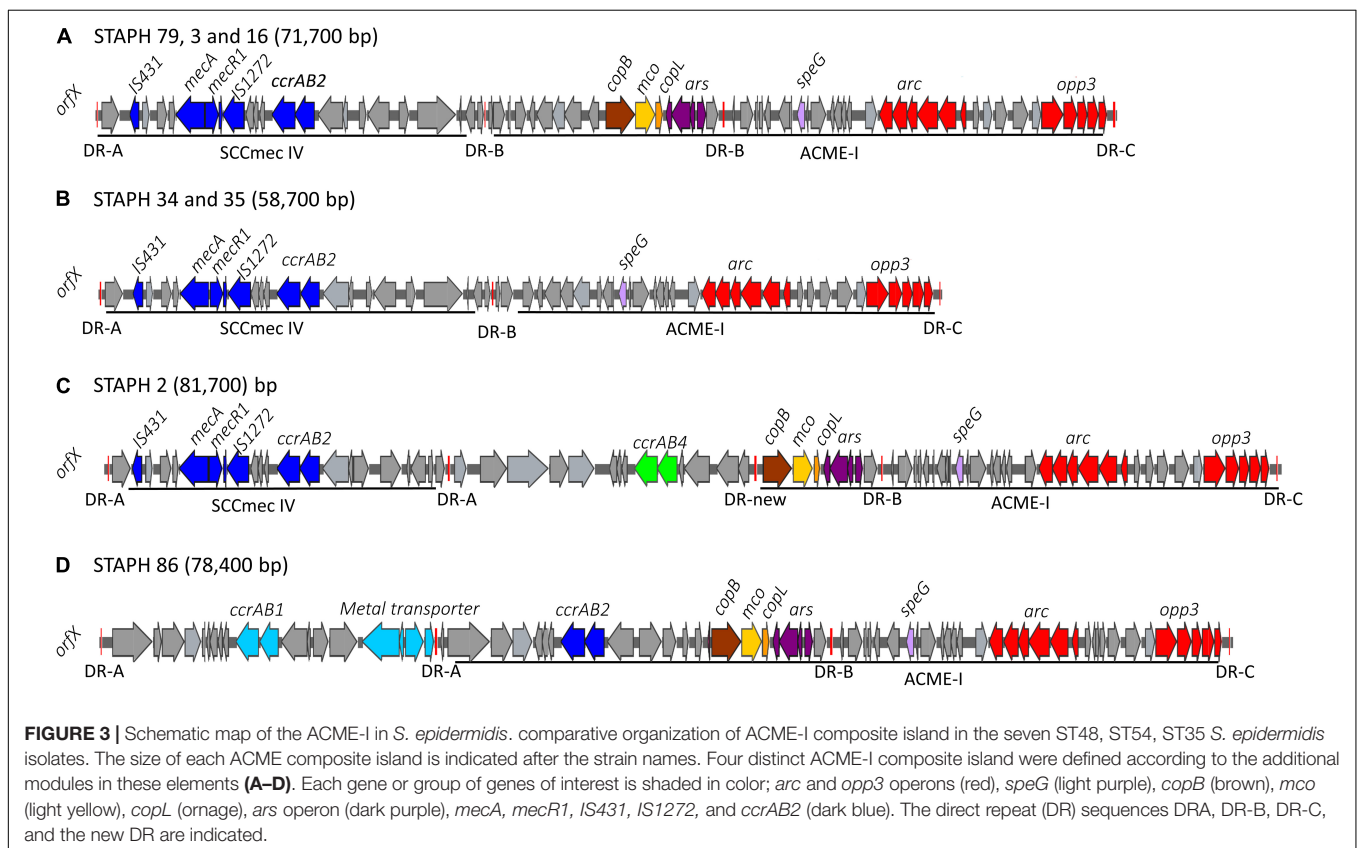 A STAPH 79, 3 and 16 (71,700 bp)
orfX IS431 mecA mecR1 IS1272 ccrAB2 copB mco copL ars speG arc opp3
DR-A SCCmec IV DR-B DR-B ACME-I DR-C
B STAPH 34 and 35 (58,700 bp)
orfX IS431 mecA mecR1 IS1272 ccrAB2 speG arc opp3
DR-A SCCmec IV DR-B ACME-I DR-C
C STAPH 2 (81,700) bp
orfX IS431 mecA mecR1 IS1272 ccrAB2 ccrAB4 copB mco copL ars speG arc opp3
DR-A SCCmec IV DR-A DR-new DR-B ACME-I DR-C
D STAPH 86 (78,400 bp)
orfX ccrAB1 Metal transporter ccrAB2 copB mco copL ars speG arc opp3
DR-A DR-A DR-B ACME-I DR-C
FIGURE 3 | Schematic map of the ACME-I in S. epidermidis. comparative organization of ACME-I composite island in the seven ST48, ST54, ST35 S. epidermidis
isolates. The size of each ACME composite island is indicated after the strain names. Four distinct ACME-I composite island were defined according to the additional
modules in these elements (A–D). Each gene or group of genes of interest is shaded in color; arc and opp3 operons (red), speG (light purple), copB (brown), mco
(light yellow), copL (ornage), ars operon (dark purple), mecA, mecR1, IS431, IS1272, and ccrAB2 (dark blue). The direct repeat (DR) sequences DRA, DR-B, DR-C,
and the new DR are indicated.